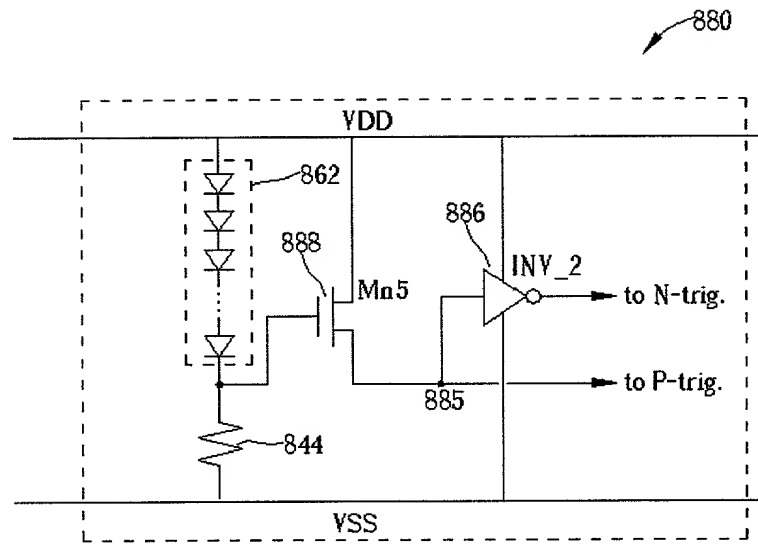 880
VDD
862
886
888
INV_2
Mn5
to N-trig.
885
to P-trig.
844
VSS